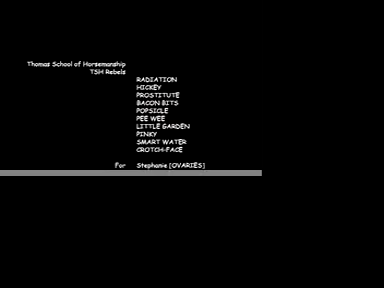 Thomas School of Horsemanship
TSH Rebels
RADIATION
HICKEY
PROSTITUTE
BACON BITS
POPSICLE
PEE WEE
LITTLE GARDEN
PINKY
SMART WATER
CROTCH-FACE
For Stephanie [OVARIES]